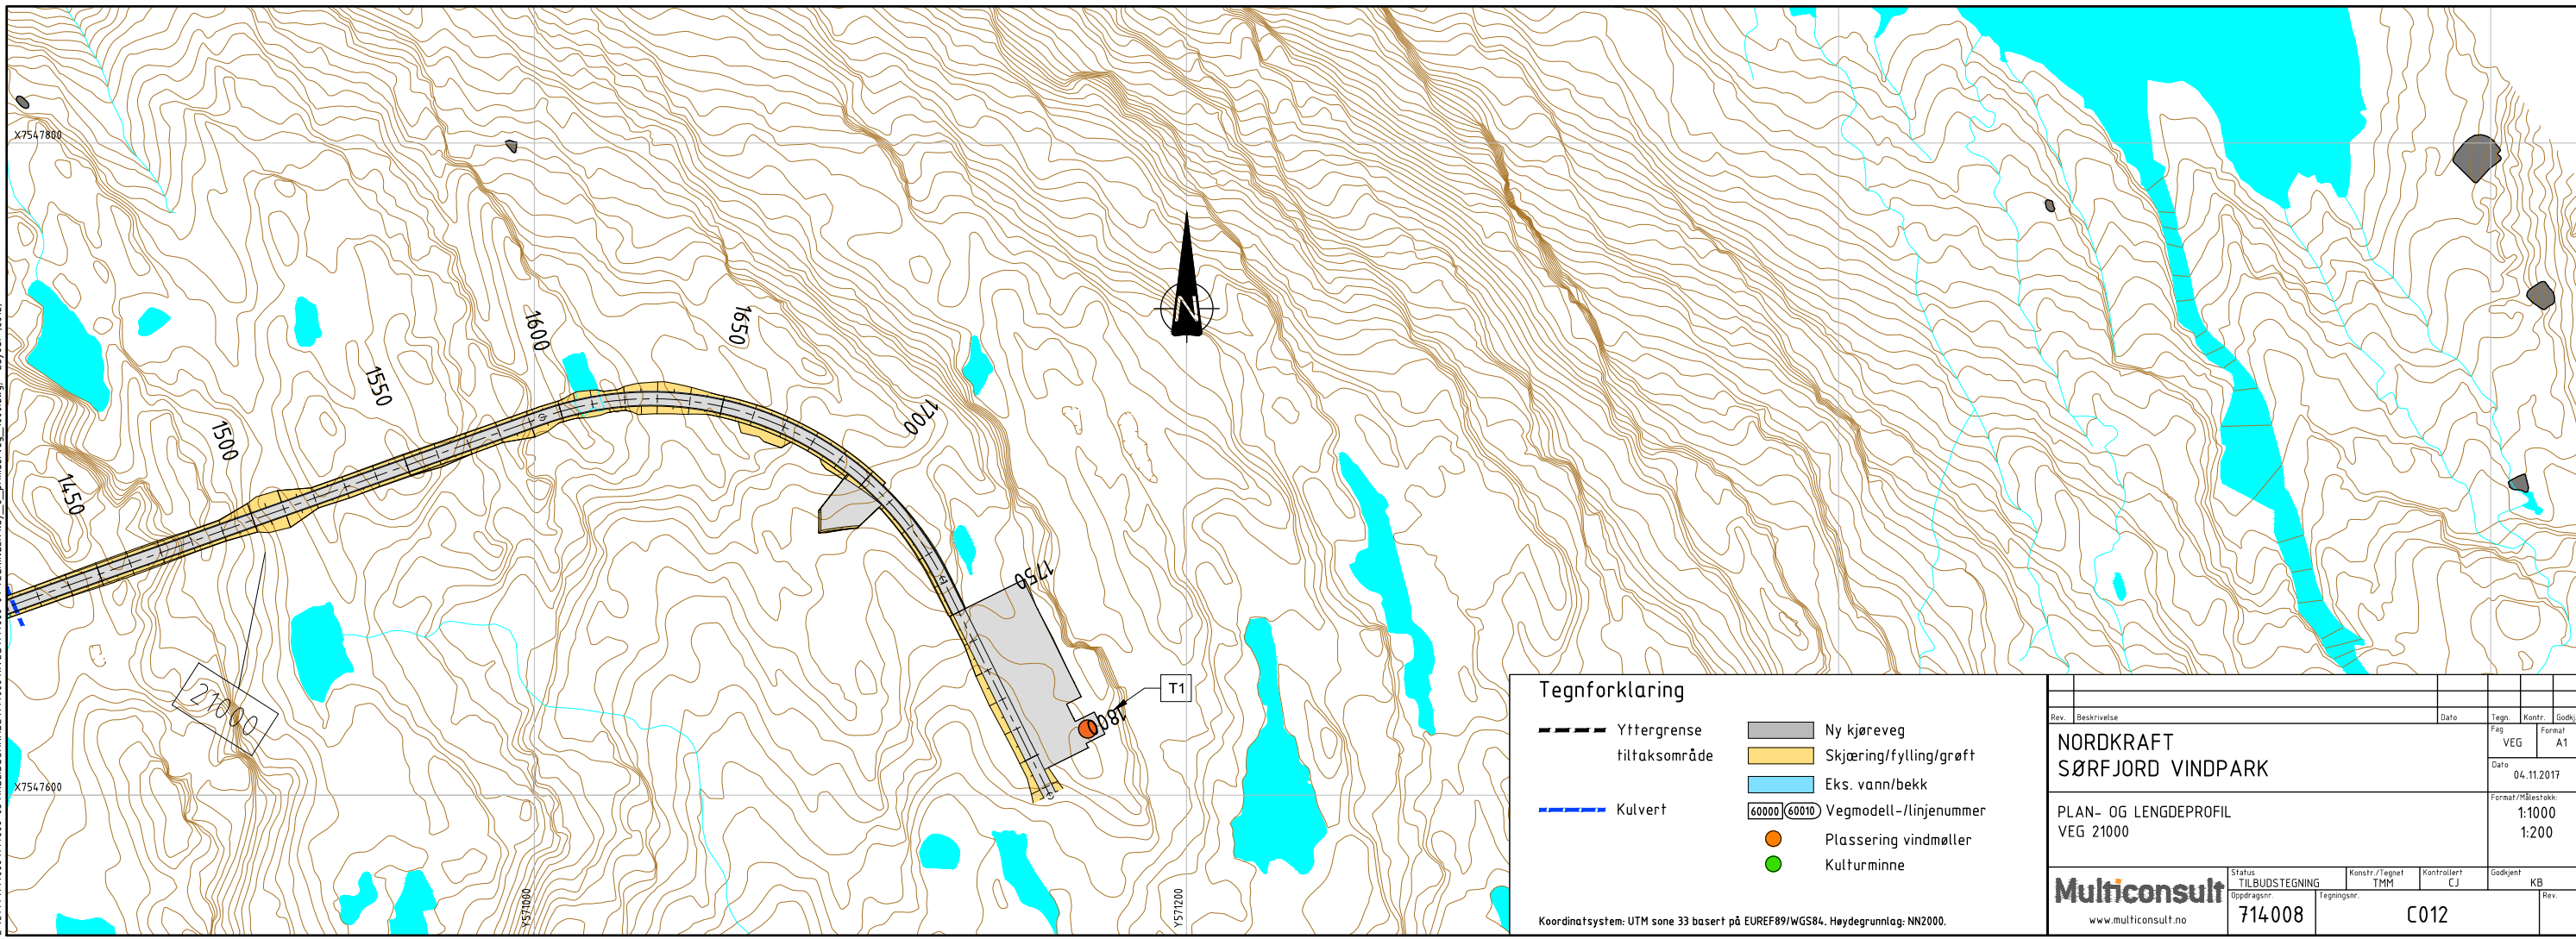 X7547800
X7547600
Y571000
Y571200
1450
1500
1550
1600
1650
1700
1750
1800
21000
N
T1
Tegnforklaring
Yttergrense
tiltaksområde
Kulvert
Ny kjøreveg
Skjæring/fylling/grøft
Eks. vann/bekk
60000 60010 Vegmodell-/linjenummer
Plassering vindmøller
Kulturminne
Koordinatsystem: UTM sone 33 basert på EUREF89/WGS84. Høydegrunnlag: NN2000.
Rev. Beskrivelse Dato Tegn. Kontr. Godkj.
NORDKRAFT
SØRFJORD VINDPARK
Fag
VEG
Format
A1
Dato
04.11.2017
PLAN- OG LENGDEPROFIL
VEG 21000
Format/Målestokk:
1:1000
1:200
Multiconsult
www.multiconsult.no
Status
TILBUDSTEGNING
Konstr./Tegnet
TMM
Kontrollert
CJ
Godkjent
KB
Oppdragsnr.
714008
Tegningsnr.
C012
Rev.